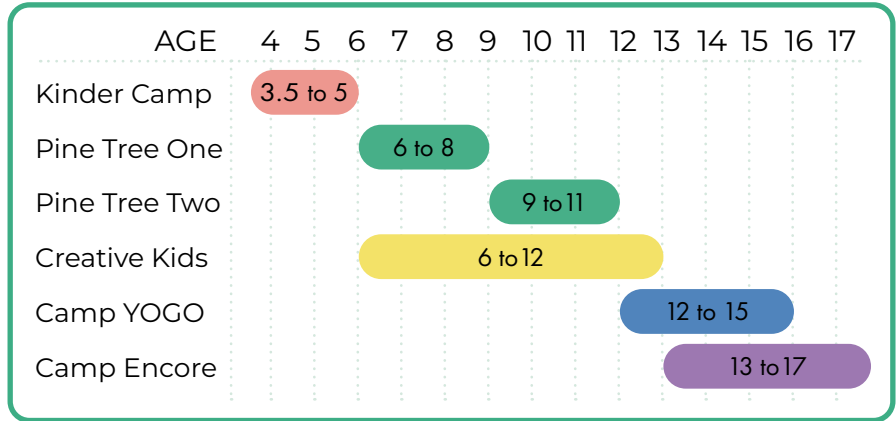 AGE 4 5 6 7 8 9 10 11 12 13 14 15 16 17
Kinder Camp 3.5 to 5
Pine Tree One 6 to 8
Pine Tree Two 9 to 11
Creative Kids 6 to 12
Camp YOGO 12 to 15
Camp Encore 13 to 17